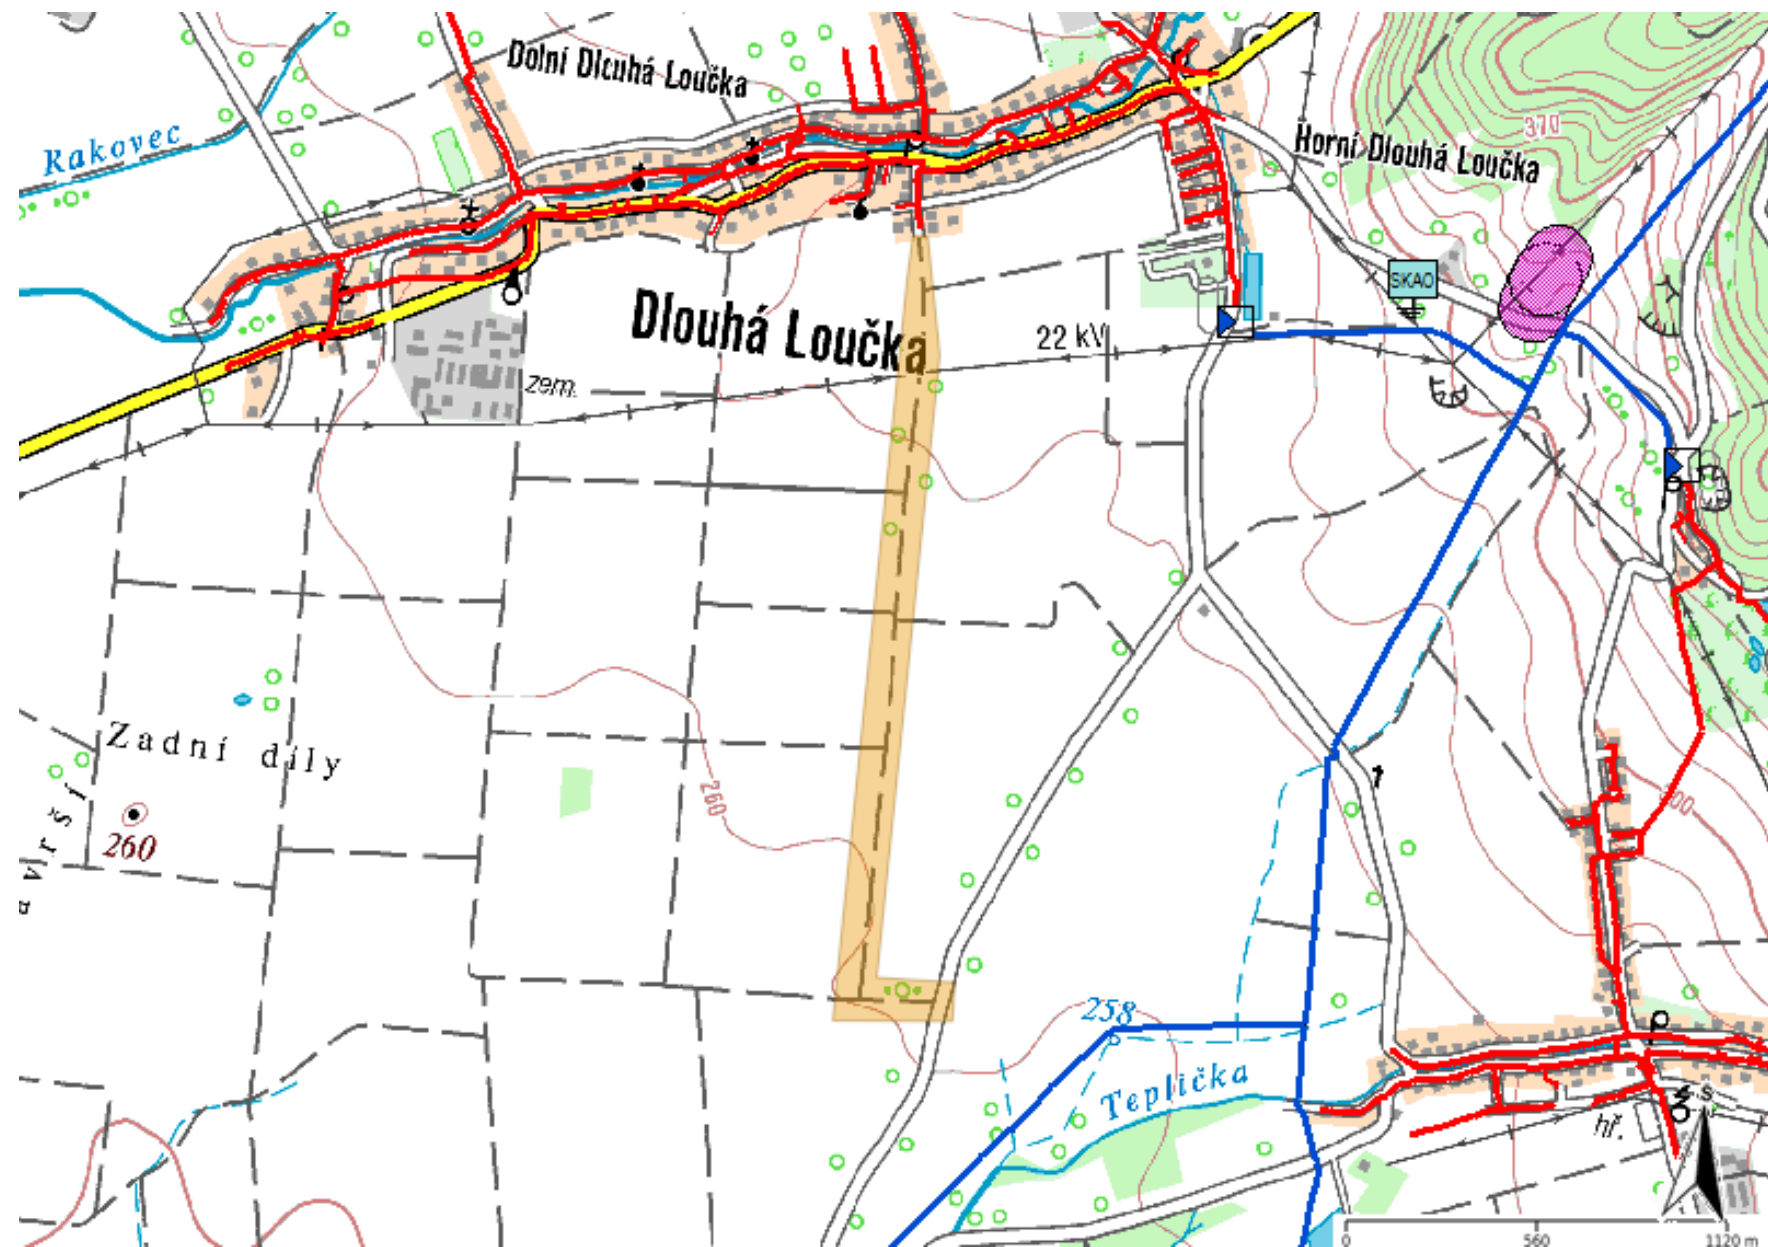 Dolní Dlouhá Loučka
Rakovec
Horní Dlouhá Loučka
370
SKAO
Dlouhá Loučka
22 kV
zem.
Zadní díly
260
260
300
258
Teplička
hř.
S
0 560 1120 m